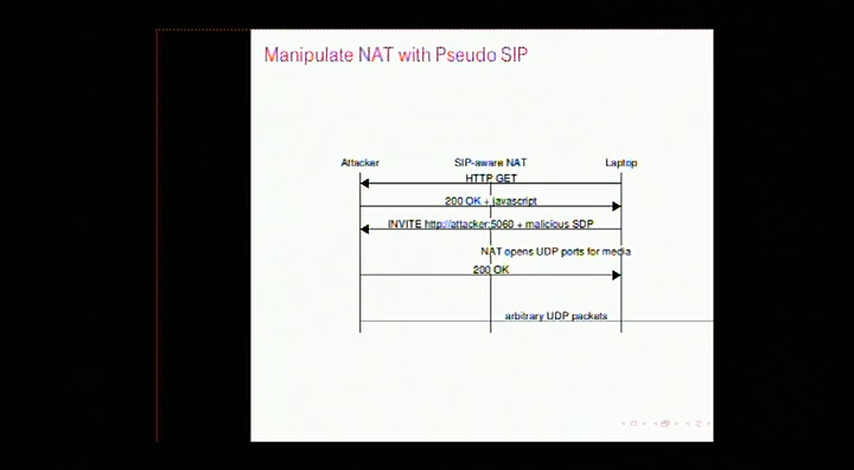 Manipulate NAT with Pseudo SIP
Attacker SIP-aware NAT Laptop
HTTP GET
200 OK + javascript
INVITE http://attacker:5060 + malicious SDP
NAT opens UDP ports for media
200 OK
arbitrary UDP packets